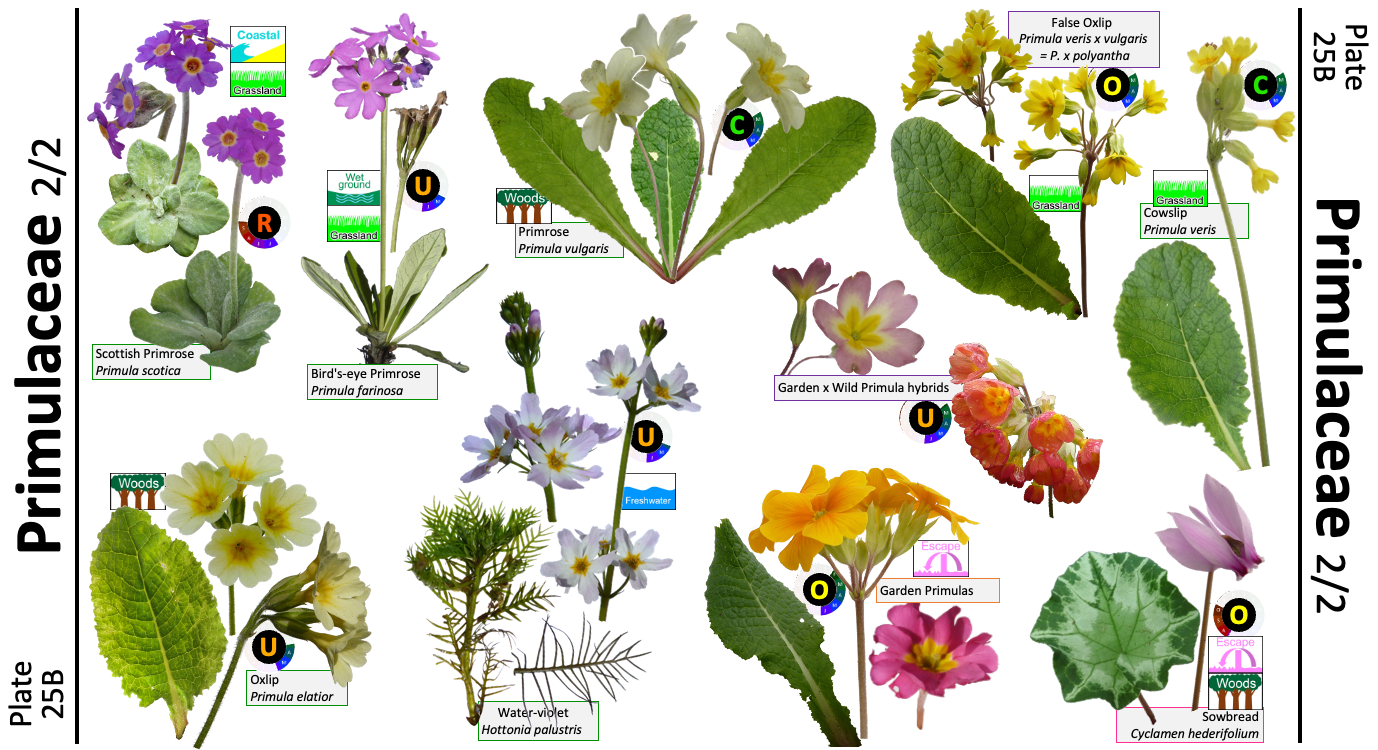 Primulaceae 2/2
Plate
25B
Coastal
Grassland
R
Scottish Primrose
Primula scotica
Wet
ground
Grassland
U
Bird's-eye Primrose
Primula farinosa
Woods
C
Primrose
Primula vulgaris
False Oxlip
Primula veris x vulgaris
= P. x polyantha
O
Grassland
C
Grassland
Cowslip
Primula veris
Plate
25B
Primulaceae 2/2
Garden x Wild Primula hybrids
U
Woods
U
Oxlip
Primula elatior
U
Freshwater
Water-violet
Hottonia palustris
O
Escape
Garden Primulas
O
Escape
Woods
Sowbread
Cyclamen hederifolium